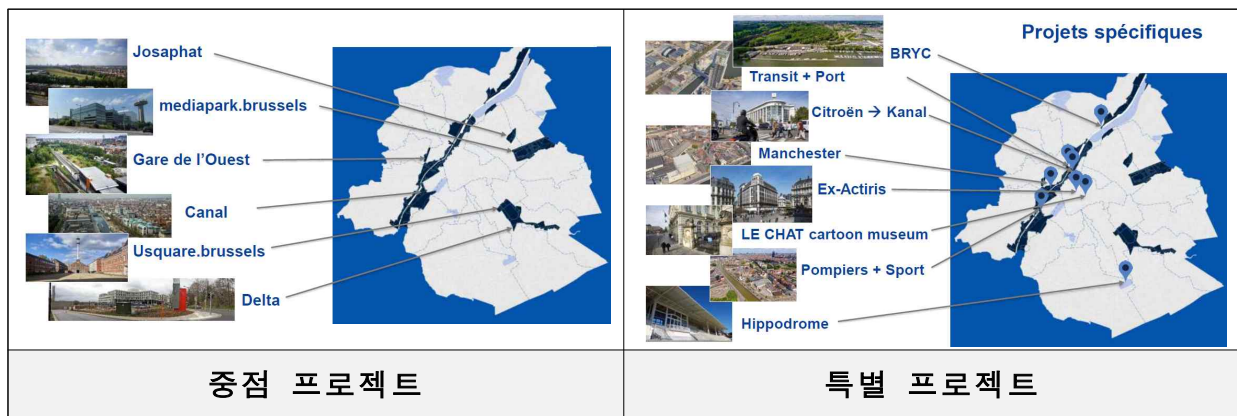 Josaphat
mediapark.brussels
Gare de l'Ouest
Canal
Usquare.brussels
Delta
중점 프로젝트
Projets spécifiques
BRYC
Transit + Port
Citroën → Kanal
Manchester
Ex-Actiris
LE CHAT cartoon museum
Pompiers + Sport
Hippodrome
특별 프로젝트